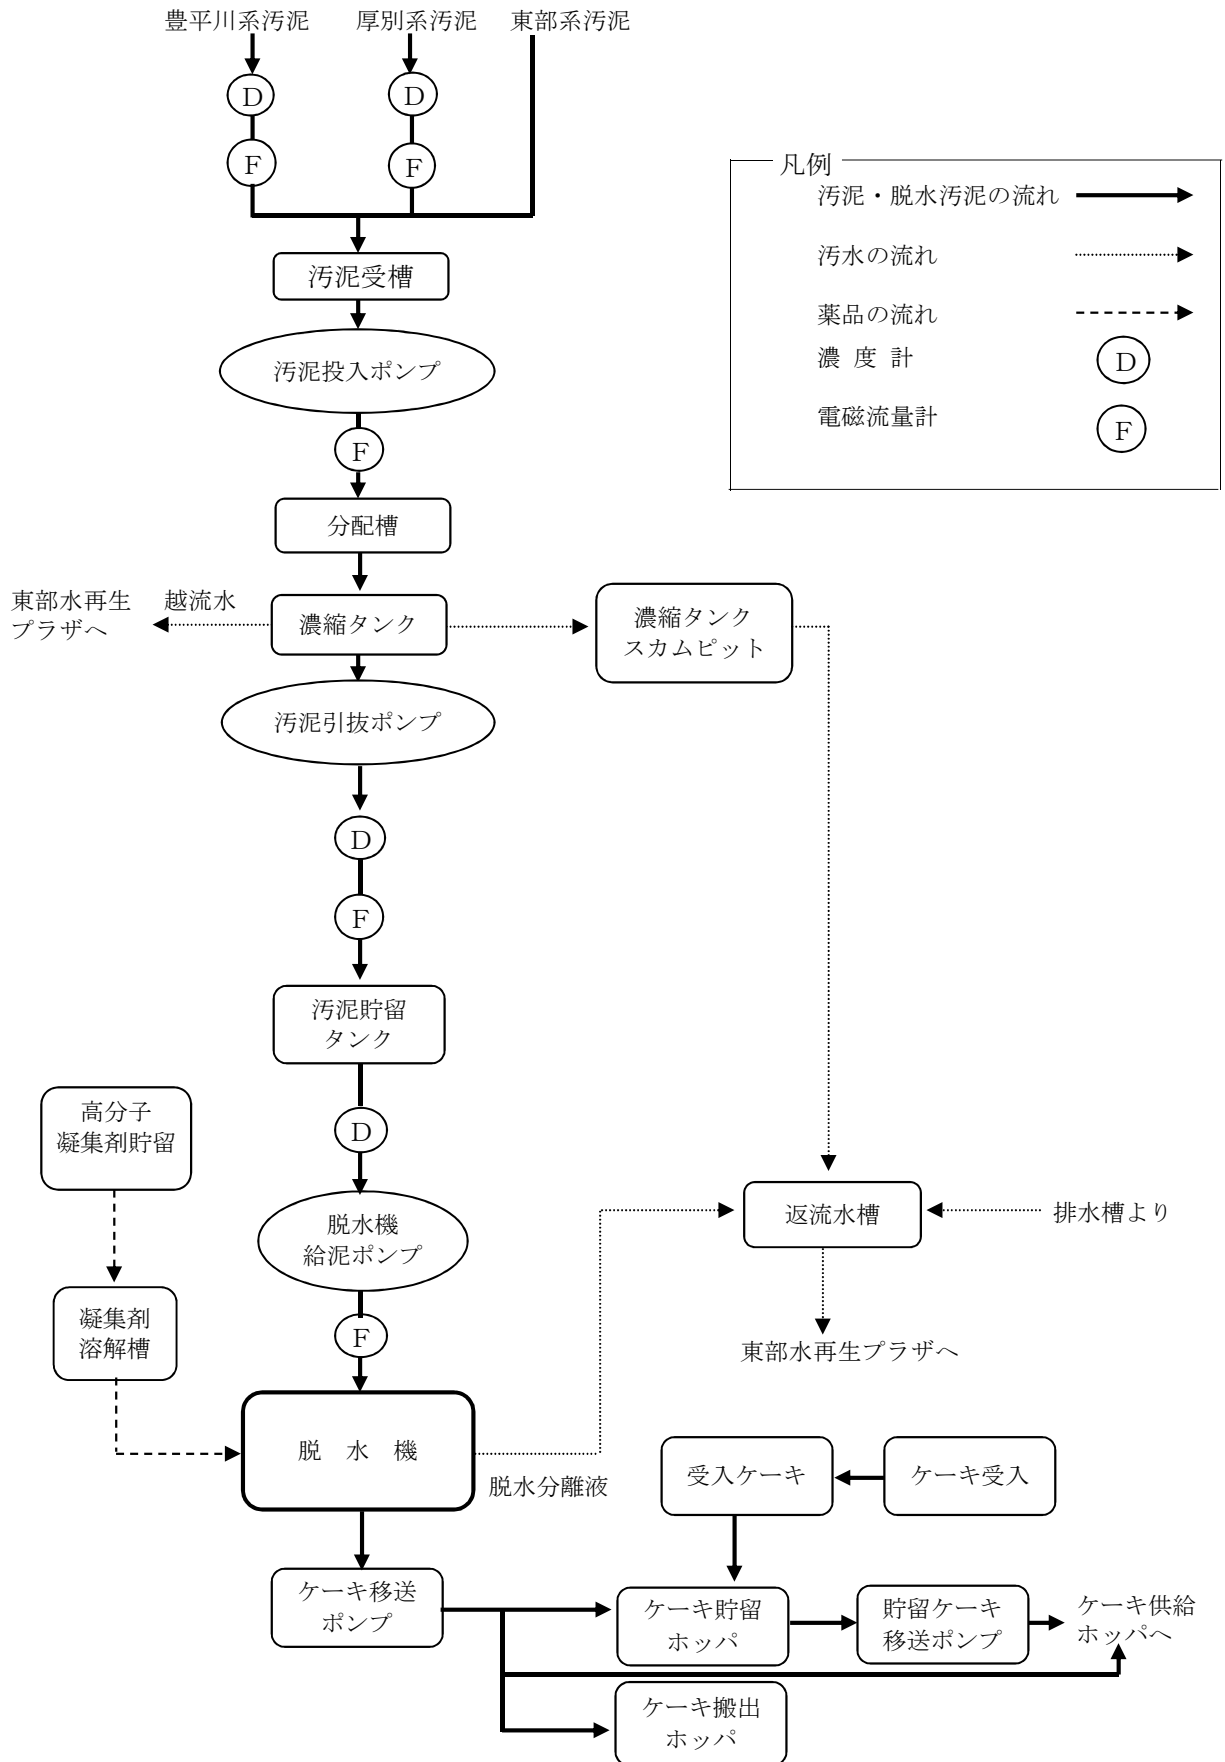 豊平川系汚泥
厚別系汚泥
東部系汚泥
D
D
F
F
凡例
汚泥・脱水汚泥の流れ
汚水の流れ
薬品の流れ
濃 度 計
D
電磁流量計
F
汚泥受槽
汚泥投入ポンプ
F
分配槽
東部水再生
プラザへ
越流水
濃縮タンク
濃縮タンク
スカムピット
汚泥引抜ポンプ
D
F
汚泥貯留
タンク
高分子
凝集剤貯留
D
脱水機
給泥ポンプ
返流水槽
排水槽より
凝集剤
溶解槽
F
東部水再生プラザへ
脱 水 機
脱水分離液
受入ケーキ
ケーキ受入
ケーキ移送
ポンプ
ケーキ貯留
ホッパ
貯留ケーキ
移送ポンプ
ケーキ供給
ホッパへ
ケーキ搬出
ホッパ